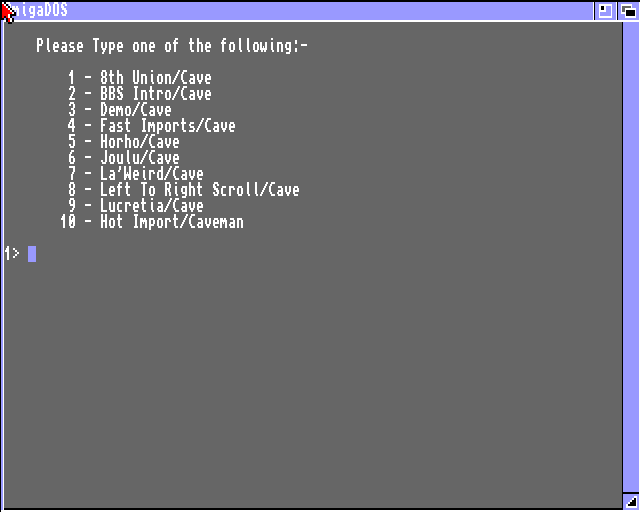 migaDOS
Please Type one of the following:-
1 - 8th Union/Cave
2 - BBS Intro/Cave
3 - Demo/Cave
4 - Fast Imports/Cave
5 - Horho/Cave
6 - Joulu/Cave
7 - La'Weird/Cave
8 - Left To Right Scroll/Cave
9 - Lucretia/Cave
10 - Hot Import/Caveman
1>